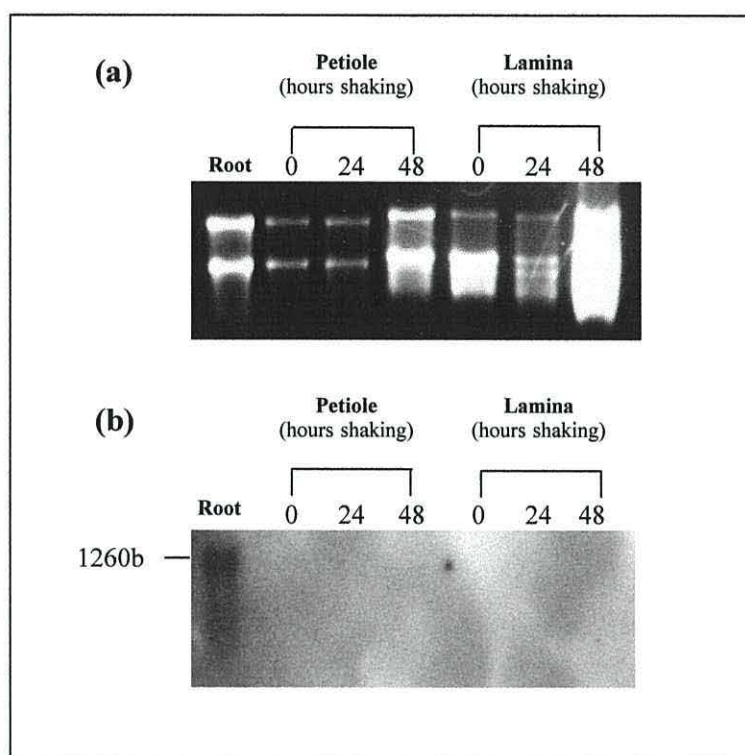 (a)
Petiole Lamina
(hours shaking) (hours shaking)
Root 0 24 48 0 24 48
(b)
Petiole Lamina
(hours shaking) (hours shaking)
Root 0 24 48 0 24 48
1260b